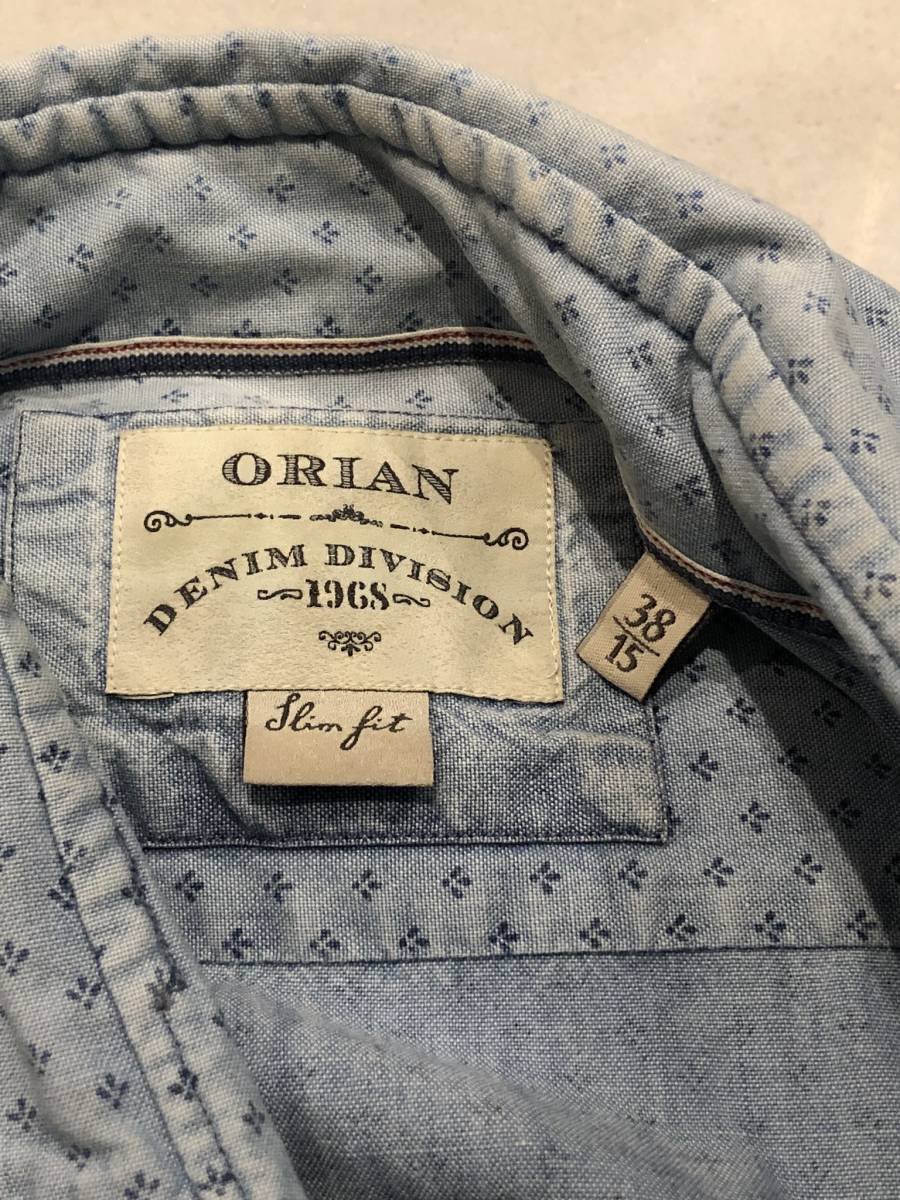 ORIAN
DENIM DIVISION
1968
Slim fit
38
15